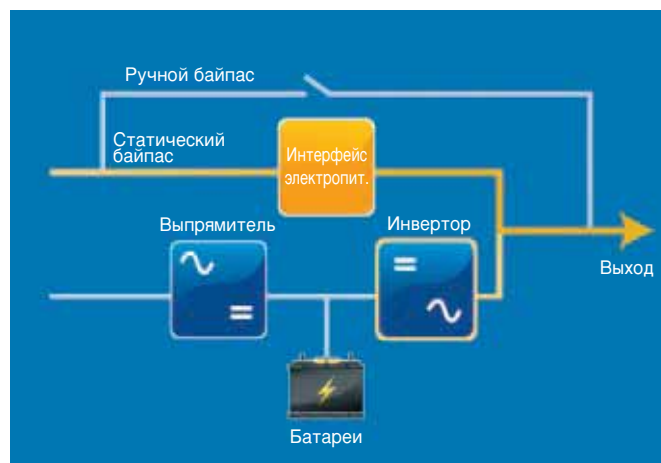 Ручной байпас
Статический
байпас
Интерфейс
электропит.
Выпрямитель
Инвертор
Выход
Батареи